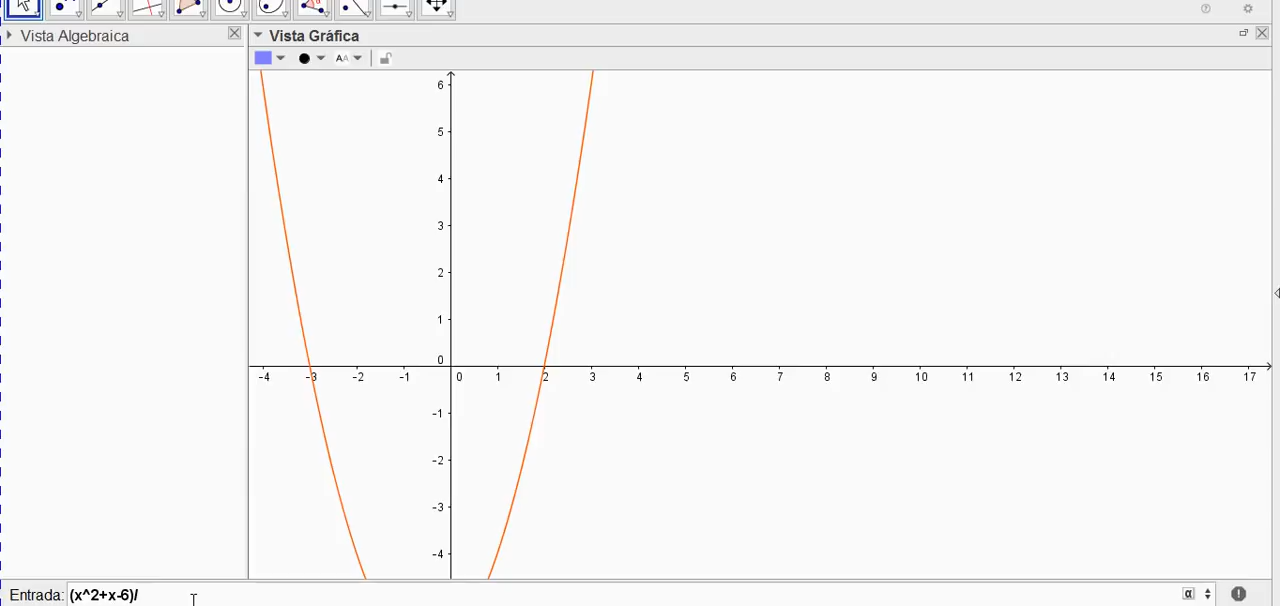 Vista Algebraica
Vista Gráfica
AA
6
5
4
3
2
1
0
-1
-2
-3
-4
-4 -3 -2 -1 0 1 2 3 4 5 6 7 8 9 10 11 12 13 14 15 16 17
Entrada: (x^2+x-6)/
α